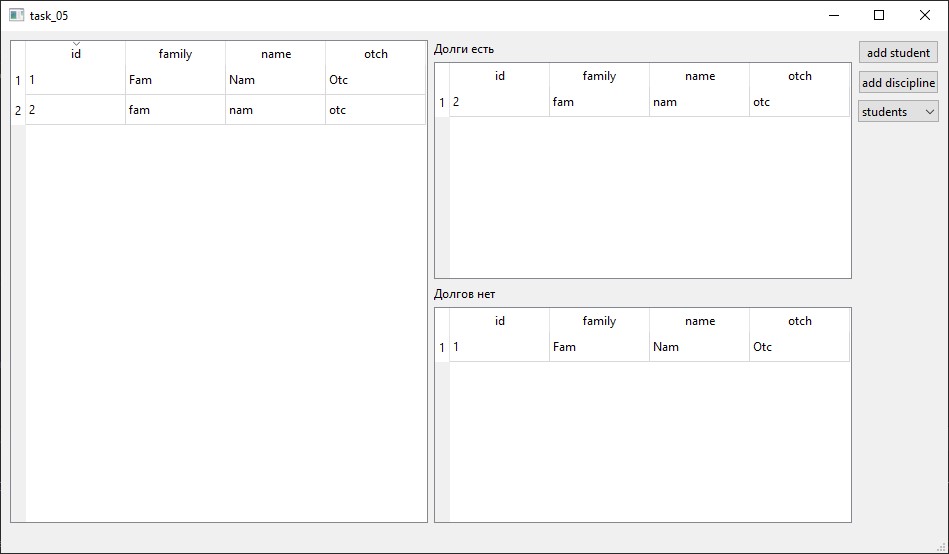 task_05
id family name otch
1 1 Fam Nam Otc
2 2 fam nam otc
Долги есть
id family name otch
1 2 fam nam otc
Долгов нет
id family name otch
1 1 Fam Nam Otc
add student
add discipline
students